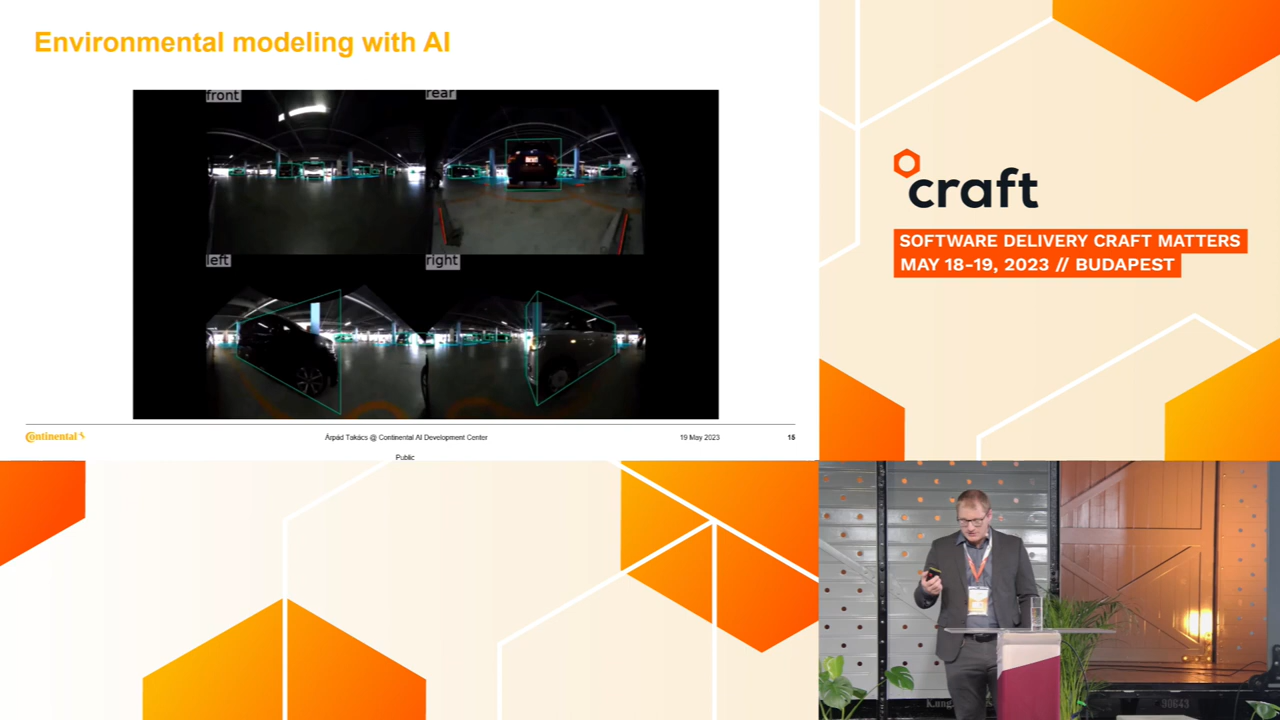 Environmental modeling with AI
front
rear
left
right
Continental
Árpád Takács @ Continental AI Development Center
19 May 2023
15
Public
craft
SOFTWARE DELIVERY CRAFT MATTERS
MAY 18-19, 2023 // BUDAPEST